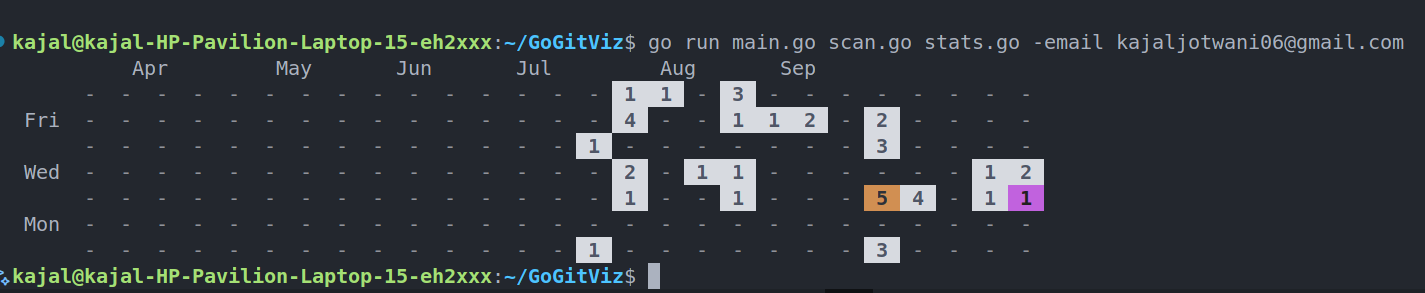 kajal@kajal-HP-Pavilion-Laptop-15-eh2xxx:~/GoGitViz$ go run main.go scan.go stats.go -email kajaljotwani06@gmail.com
Apr May Jun Jul Aug Sep
- - - - - - - - - - - - - - - 1 1 - 3 - - - - - - - -
Fri - - - - - - - - - - - - - - - 4 - - 1 1 2 - 2 - - - -
- - - - - - - - - - - - - - 1 - - - - - - - 3 - - - -
Wed - - - - - - - - - - - - - - - 2 - 1 1 - - - - - - 1 2
- - - - - - - - - - - - - - - 1 - - 1 - - - 5 4 - 1 1
Mon - - - - - - - - - - - - - - - - - - - - - - - - - - -
- - - - - - - - - - - - - - 1 - - - - - - - 3 - - - -
kajal@kajal-HP-Pavilion-Laptop-15-eh2xxx:~/GoGitViz$